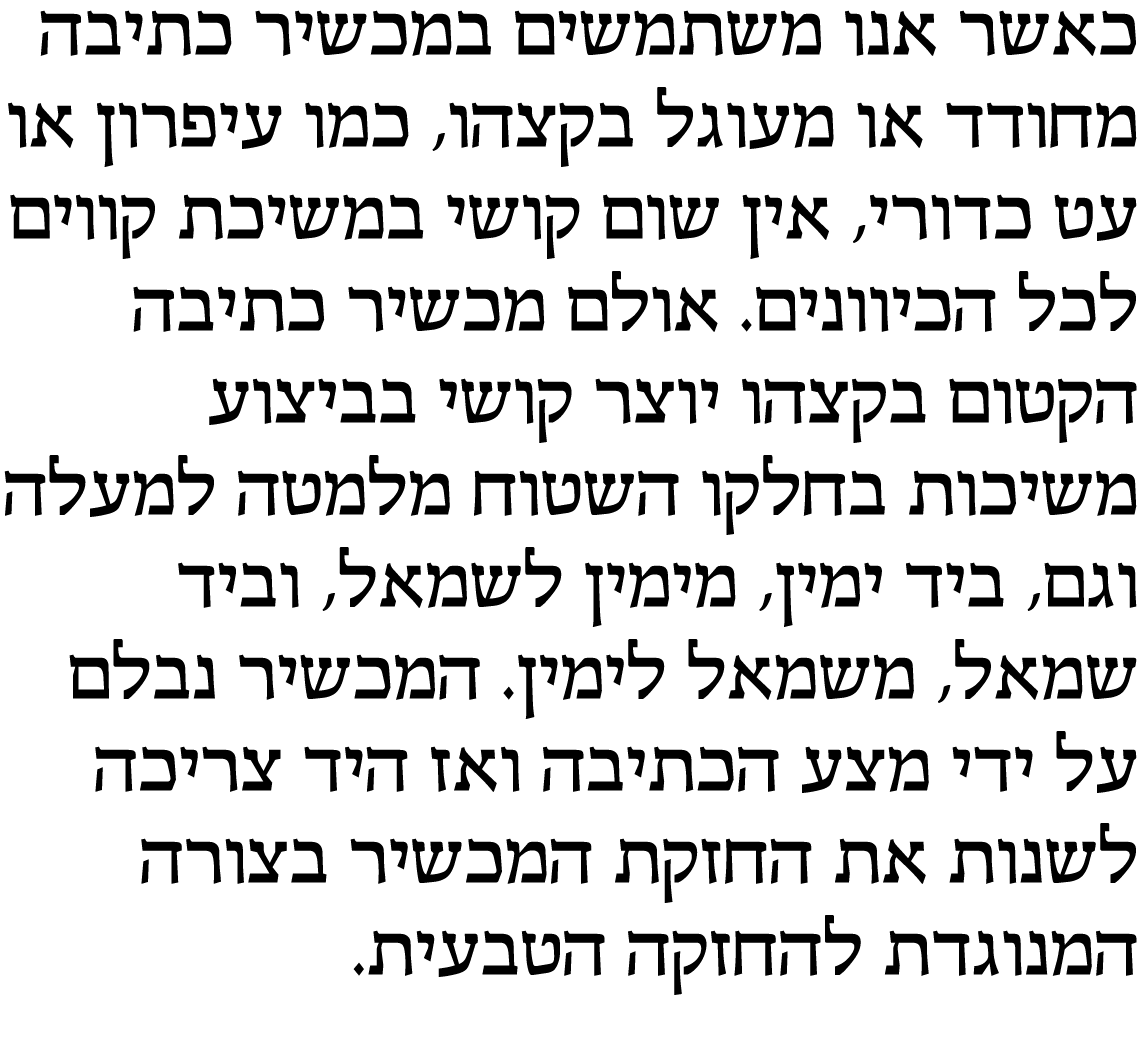 כאשר אנו משתמשים במכשיר כתיבה
מחודד או מעוגל בקצהו, כמו עיפרון או
עט כדורי, אין שום קושי במשיכת קווים
לכל הכיוונים. אולם מכשיר כתיבה
הקטום בקצהו יוצר קושי בביצוע
משיכות בחלקו השטוח מלמטה למעלה
וגם, ביד ימין, מימין לשמאל, וביד
שמאל, משמאל לימין. המכשיר נבלם
על ידי מצע הכתיבה ואז היד צריכה
לשנות את החזקת המכשיר בצורה
המנוגדת להחזקה הטבעית.